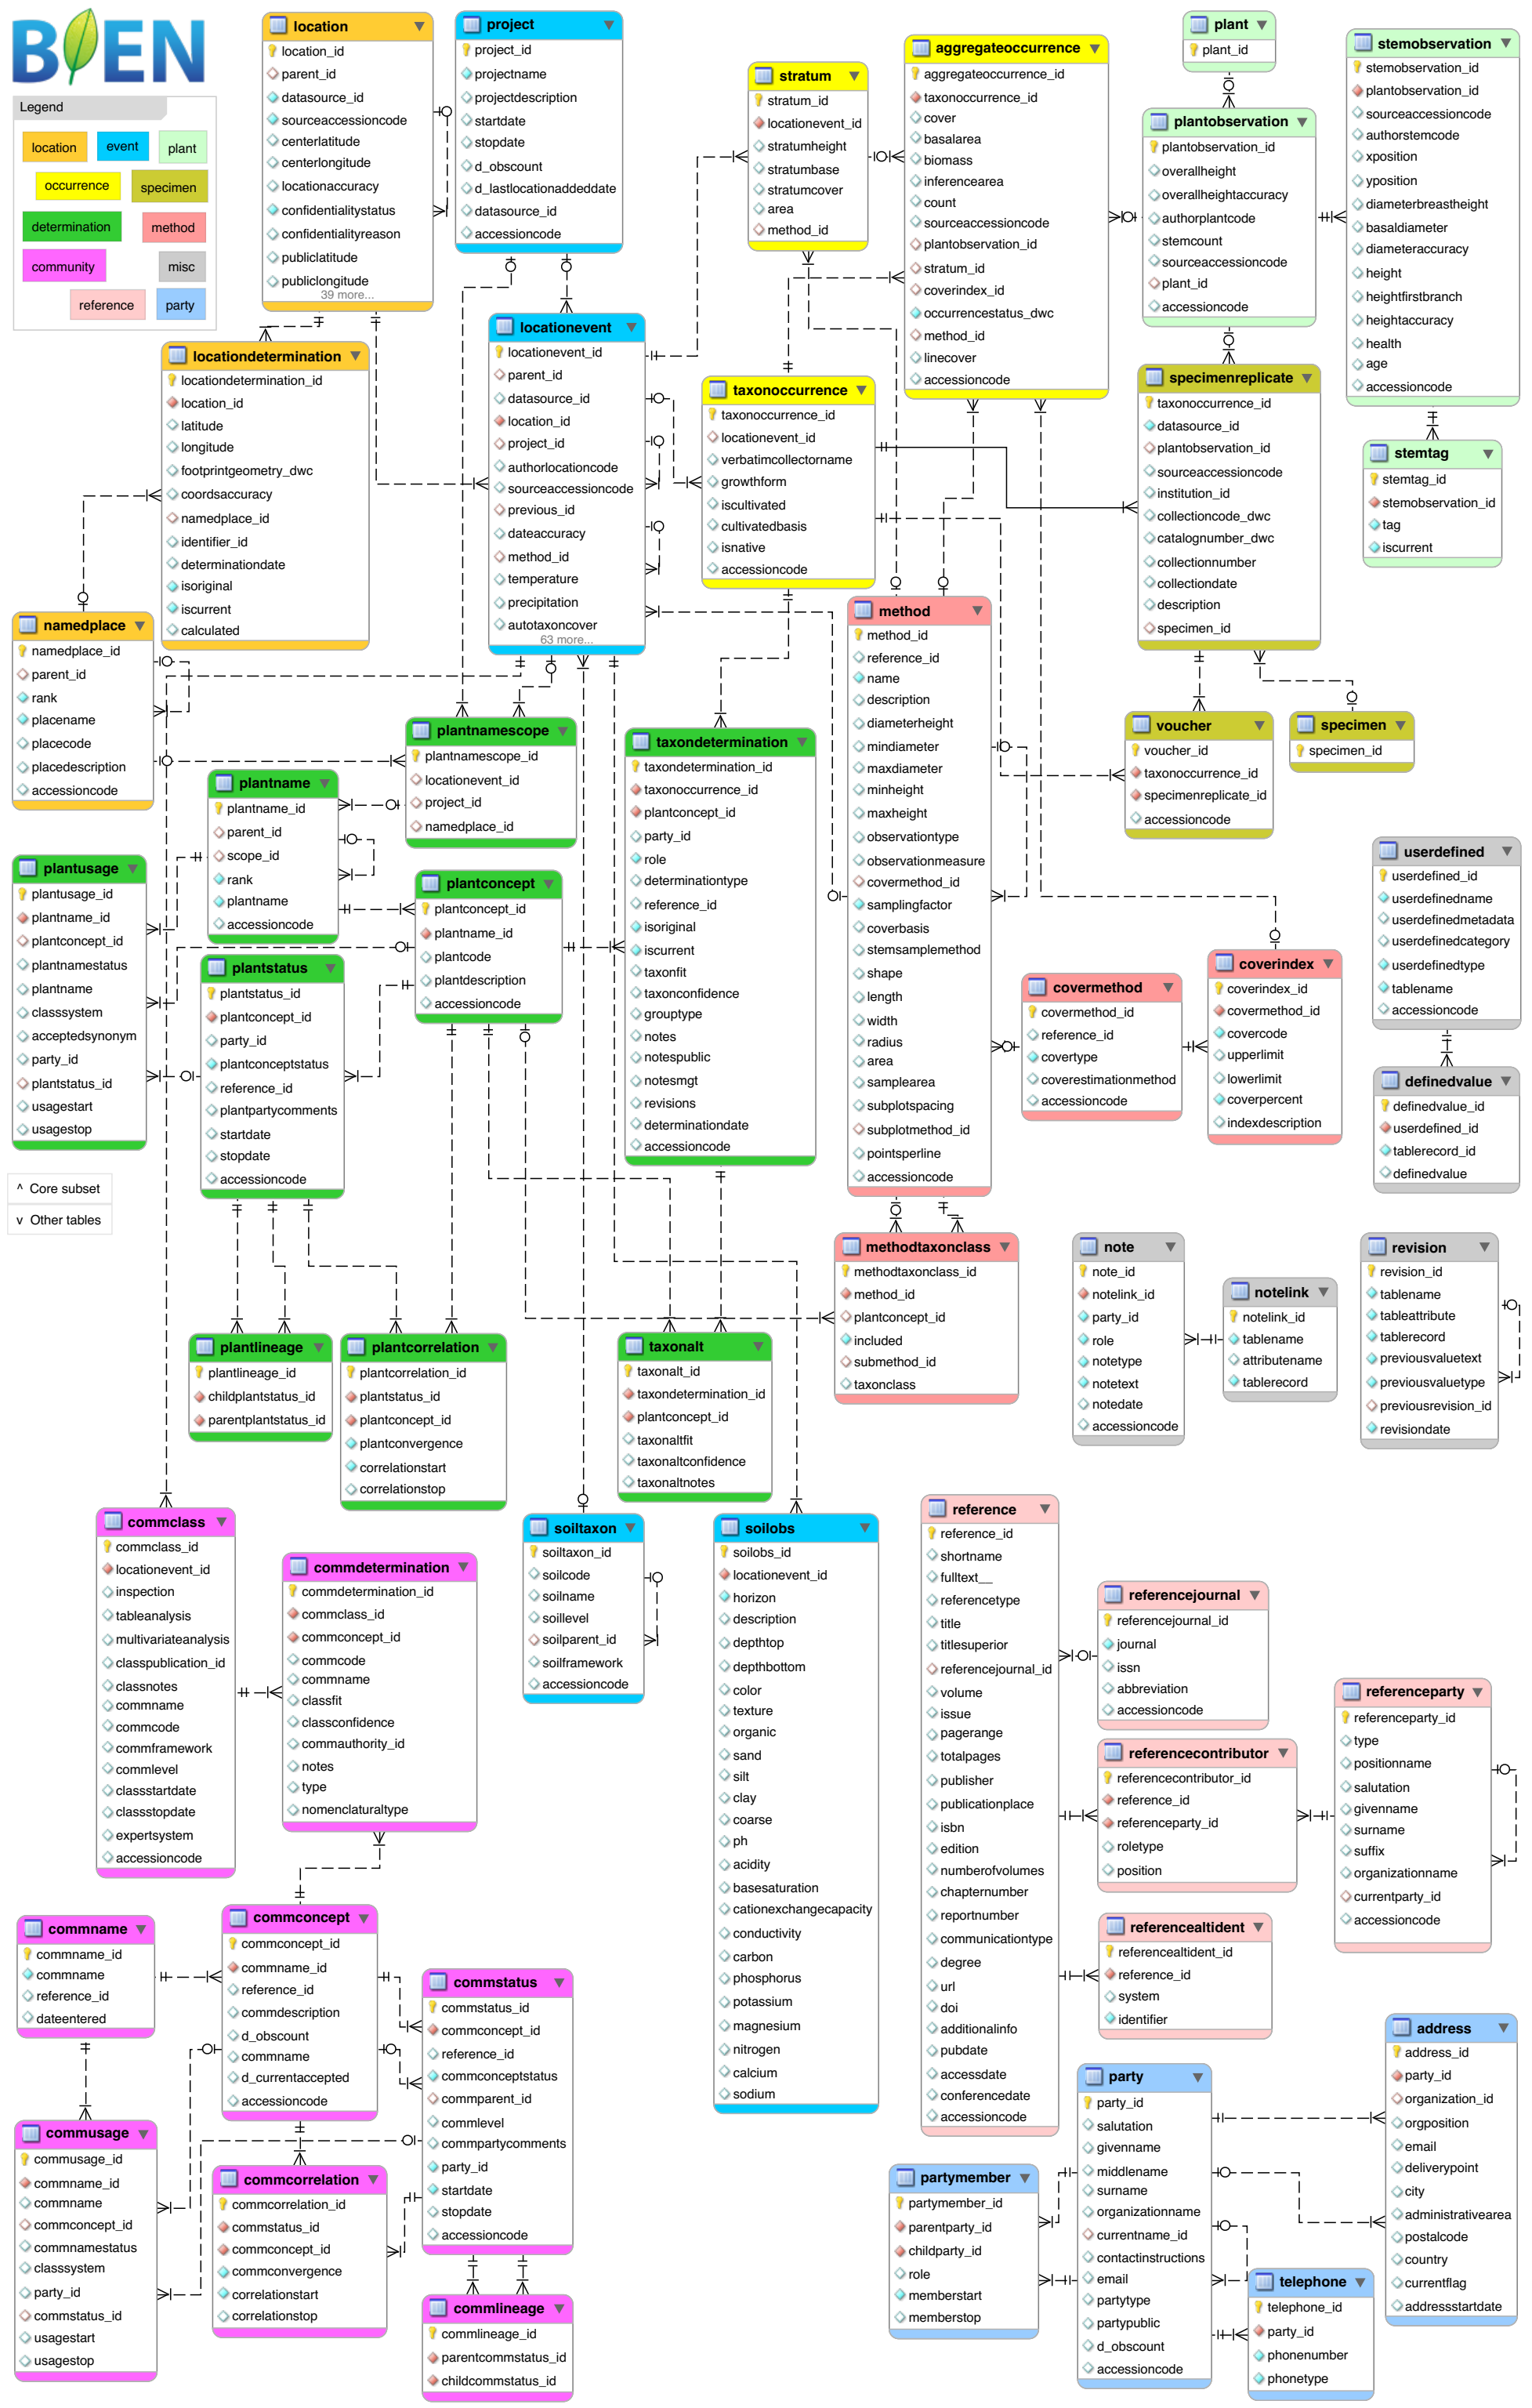 BIEN
Legend
location
event
plant
occurrence
specimen
determination
method
community
misc
reference
party
location
location_id
parent_id
datasource_id
sourceaccessioncode
centerlatitude
centerlongitude
locationaccuracy
confidentialitystatus
confidentialityreason
publiclatitude
publiclongitude
39 more...
project
project_id
projectname
projectdescription
startdate
stopdate
d_obscount
d_lastlocationaddeddate
datasource_id
accessioncode
stratum
stratum_id
locationevent_id
stratumheight
stratumbase
stratumcover
area
method_id
aggregateoccurrence
aggregateoccurrence_id
taxonoccurrence_id
cover
basalarea
biomass
inferencearea
count
sourceaccessioncode
plantobservation_id
stratum_id
coverindex_id
occurrencestatus_dwc
method_id
linecover
accessioncode
plant
plant_id
plantobservation
plantobservation_id
overallheight
overallheightaccuracy
authorplantcode
stemcount
sourceaccessioncode
plant_id
accessioncode
stemobservation
stemobservation_id
plantobservation_id
sourceaccessioncode
authorstemcode
xposition
yposition
diameterbreastheight
basaldiameter
diameteraccuracy
height
heightfirstbranch
heightaccuracy
health
age
accessioncode
locationdetermination
locationdetermination_id
location_id
latitude
longitude
footprintgeometry_dwc
coordsaccuracy
namedplace_id
identifier_id
determinationdate
isoriginal
iscurrent
calculated
locationevent
locationevent_id
parent_id
datasource_id
location_id
project_id
authorlocationcode
sourceaccessioncode
previous_id
dateaccuracy
method_id
temperature
precipitation
autotaxoncover
63 more...
taxonoccurrence
taxonoccurrence_id
locationevent_id
verbatimcollectorname
growthform
iscultivated
cultivatedbasis
isnative
accessioncode
specimenreplicate
taxonoccurrence_id
datasource_id
plantobservation_id
sourceaccessioncode
institution_id
collectioncode_dwc
catalognumber_dwc
collectionnumber
collectiondate
description
specimen_id
stemtag
stemtag_id
stemobservation_id
tag
iscurrent
namedplace
namedplace_id
parent_id
rank
placename
placecode
placedescription
accessioncode
method
method_id
reference_id
name
description
diameterheight
mindiameter
maxdiameter
minheight
maxheight
observationtype
observationmeasure
covermethod_id
samplingfactor
coverbasis
stemsamplemethod
shape
length
width
radius
area
samplearea
subplotspacing
subplotmethod_id
pointsperline
accessioncode
voucher
voucher_id
taxonoccurrence_id
specimenreplicate_id
accessioncode
specimen
specimen_id
plantnamescope
plantnamescope_id
locationevent_id
project_id
namedplace_id
taxondetermination
taxondetermination_id
taxonoccurrence_id
plantconcept_id
party_id
role
determinationtype
reference_id
isoriginal
iscurrent
taxonfit
taxonconfidence
grouptype
notes
notespublic
notesmgt
revisions
determinationdate
accessioncode
plantname
plantname_id
parent_id
scope_id
rank
plantname
accessioncode
plantusage
plantusage_id
plantname_id
plantconcept_id
plantnamestatus
plantname
classsystem
acceptedsynonym
party_id
plantstatus_id
usagestart
usagestop
plantconcept
plantconcept_id
plantname_id
plantcode
plantdescription
accessioncode
plantstatus
plantstatus_id
plantconcept_id
party_id
plantconceptstatus
reference_id
plantpartycomments
startdate
stopdate
accessioncode
userdefined
userdefined_id
userdefinedname
userdefinedmetadata
userdefinedcategory
userdefinedtype
tablename
accessioncode
covermethod
covermethod_id
reference_id
covertype
coverestimationmethod
accessioncode
coverindex
coverindex_id
covermethod_id
covercode
upperlimit
lowerlimit
coverpercent
indexdescription
definedvalue
definedvalue_id
userdefined_id
tablerecord_id
definedvalue
^ Core subset
v Other tables
methodtaxonclass
methodtaxonclass_id
method_id
plantconcept_id
included
submethod_id
taxonclass
note
note_id
notelink_id
party_id
role
notetype
notetext
notedate
accessioncode
notelink
notelink_id
tablename
attributename
tablerecord
revision
revision_id
tablename
tableattribute
tablerecord
previousvaluetext
previousvaluetype
previousrevision_id
revisiondate
plantlineage
plantlineage_id
childplantstatus_id
parentplantstatus_id
plantcorrelation
plantcorrelation_id
plantstatus_id
plantconcept_id
plantconvergence
correlationstart
correlationstop
taxonalt
taxonalt_id
taxondetermination_id
plantconcept_id
taxonaltfit
taxonaltconfidence
taxonaltnotes
commclass
commclass_id
locationevent_id
inspection
tableanalysis
multivariateanalysis
classpublication_id
classnotes
commname
commcode
commframework
commlevel
classstartdate
classstopdate
expertsystem
accessioncode
commdetermination
commdetermination_id
commclass_id
commconcept_id
commcode
commname
classfit
classconfidence
commauthority_id
notes
type
nomenclaturaltype
soiltaxon
soiltaxon_id
soilcode
soilname
soillevel
soilparent_id
soilframework
accessioncode
soilobs
soilobs_id
locationevent_id
horizon
description
depthtop
depthbottom
color
texture
organic
sand
silt
clay
coarse
ph
acidity
basesaturation
cationexchangecapacity
conductivity
carbon
phosphorus
potassium
magnesium
nitrogen
calcium
sodium
reference
reference_id
shortname
fulltext__
referencetype
title
titlesuperior
referencejournal_id
volume
issue
pagerange
totalpages
publisher
publicationplace
isbn
edition
numberofvolumes
chapternumber
reportnumber
communicationtype
degree
url
doi
additionalinfo
pubdate
accessdate
conferencedate
accessioncode
referencejournal
referencejournal_id
journal
issn
abbreviation
accessioncode
referencecontributor
referencecontributor_id
reference_id
referenceparty_id
roletype
position
referenceparty
referenceparty_id
type
positionname
salutation
givenname
surname
suffix
organizationname
currentparty_id
accessioncode
referencealtident
referencealtident_id
reference_id
system
identifier
commname
commname_id
commname
reference_id
dateentered
commconcept
commconcept_id
commname_id
reference_id
commdescription
d_obscount
commname
d_currentaccepted
accessioncode
commstatus
commstatus_id
commconcept_id
reference_id
commconceptstatus
commparent_id
commlevel
commpartycomments
party_id
startdate
stopdate
accessioncode
commusage
commusage_id
commname_id
commname
commconcept_id
commnamestatus
classsystem
party_id
commstatus_id
usagestart
usagestop
commcorrelation
commcorrelation_id
commstatus_id
commconcept_id
commconvergence
correlationstart
correlationstop
commlineage
commlineage_id
parentcommstatus_id
childcommstatus_id
partymember
partymember_id
parentparty_id
childparty_id
role
memberstart
memberstop
party
party_id
salutation
givenname
middlename
surname
organizationname
currentname_id
contactinstructions
email
partytype
partypublic
d_obscount
accessioncode
address
address_id
party_id
organization_id
orgposition
email
deliverypoint
city
administrativearea
postalcode
country
currentflag
addressstartdate
telephone
telephone_id
party_id
phonenumber
phonetype